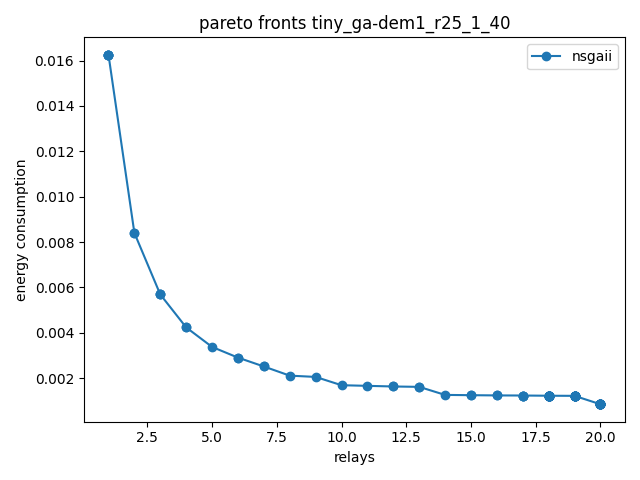 pareto fronts tiny_ga-dem1_r25_1_40
nsgaii
energy consumption
0.016
0.014
0.012
0.010
0.008
0.006
0.004
0.002
2.5 5.0 7.5 10.0 12.5 15.0 17.5 20.0
relays